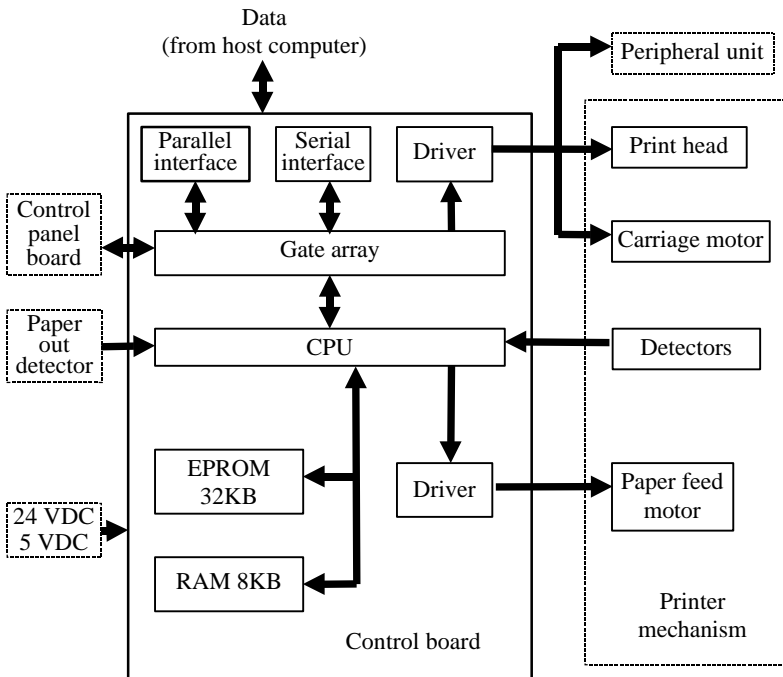 Data
(from host computer)
Peripheral unit
Parallel
interface
Serial
interface
Driver
Print head
Control
panel
board
Gate array
Carriage motor
Paper
out
detector
CPU
Detectors
EPROM
32KB
Driver
Paper feed
motor
24 VDC
5 VDC
RAM 8KB
Control board
Printer
mechanism